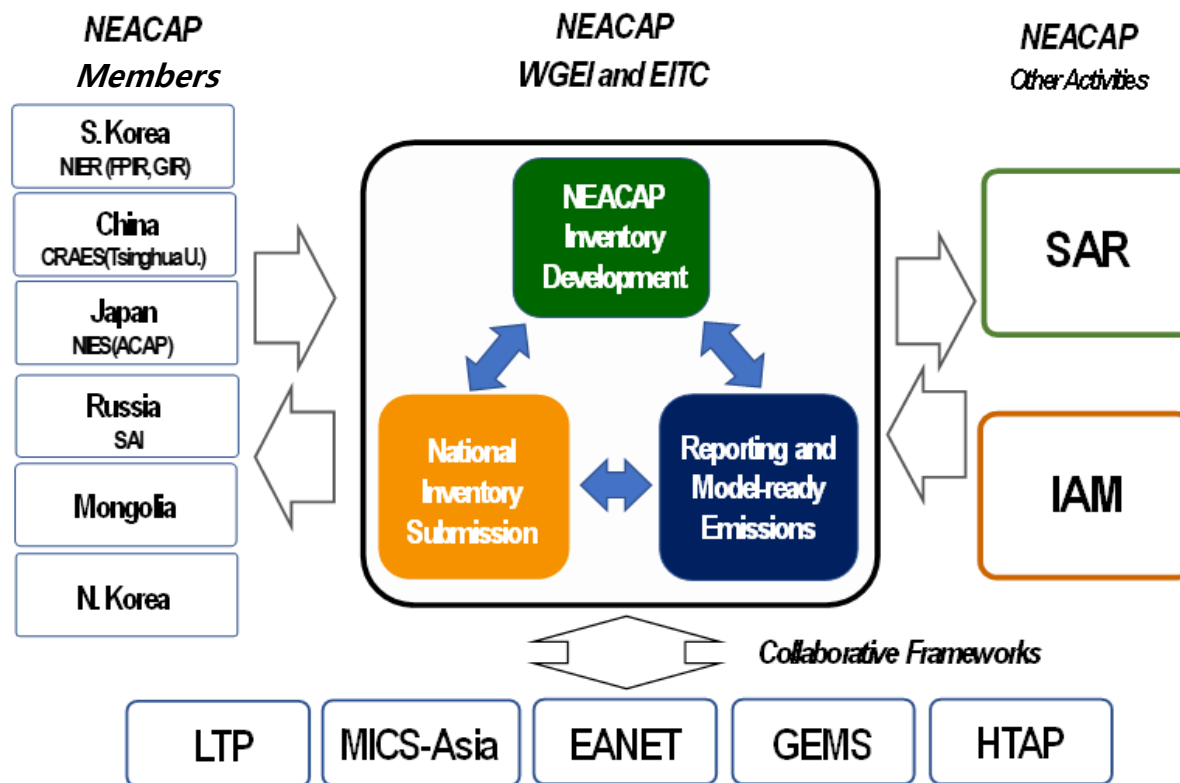 NEACAP
Members
NEACAP
WGEI and EITC
NEACAP
Other Activities
S. Korea
NIER (FPIR, GIR)
China
CRAES(Tsinghua U.)
Japan
NIES(ACAP)
Russia
SAI
Mongolia
N. Korea
NEACAP
Inventory
Development
National
Inventory
Submission
Reporting and
Model-ready
Emissions
SAR
IAM
Collaborative Frameworks
LTP
MICS-Asia
EANET
GEMS
HTAP